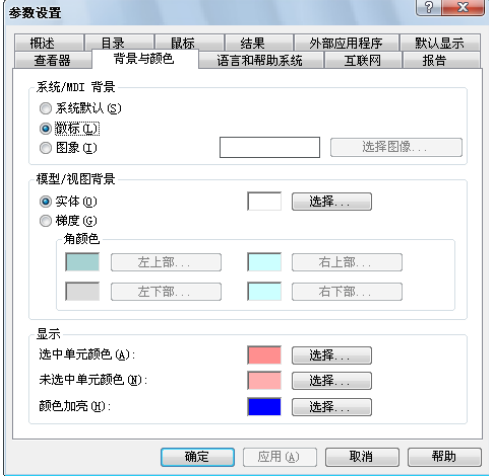 参数设置
概述 目录 鼠标 结果 外部应用程序 默认显示
查看器 背景与颜色 语言和帮助系统 互联网 报告
系统/MDI 背景
系统默认(S)
徽标(L)
图象(I) 选择图像...
模型/视图背景
实体(O) 选择...
梯度(G)
角颜色
左上部... 右上部...
左下部... 右下部...
显示
选中单元颜色(A): 选择...
未选中单元颜色(N): 选择...
颜色加亮(H): 选择...
确定 应用(A) 取消 帮助